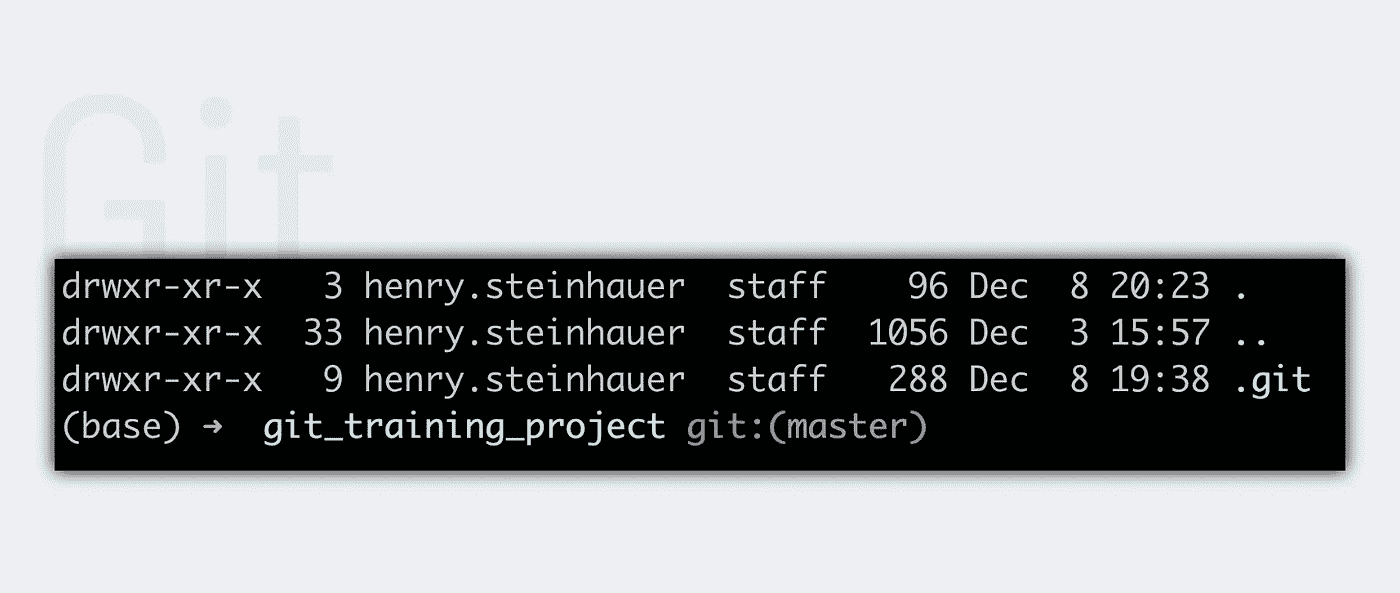 Git
drwxr-xr-x   3 henry.steinhauer  staff    96 Dec  8 20:23 .
drwxr-xr-x  33 henry.steinhauer  staff  1056 Dec  3 15:57 ..
drwxr-xr-x   9 henry.steinhauer  staff   288 Dec  8 19:38 .git
(base) ➜  git_training_project git:(master)